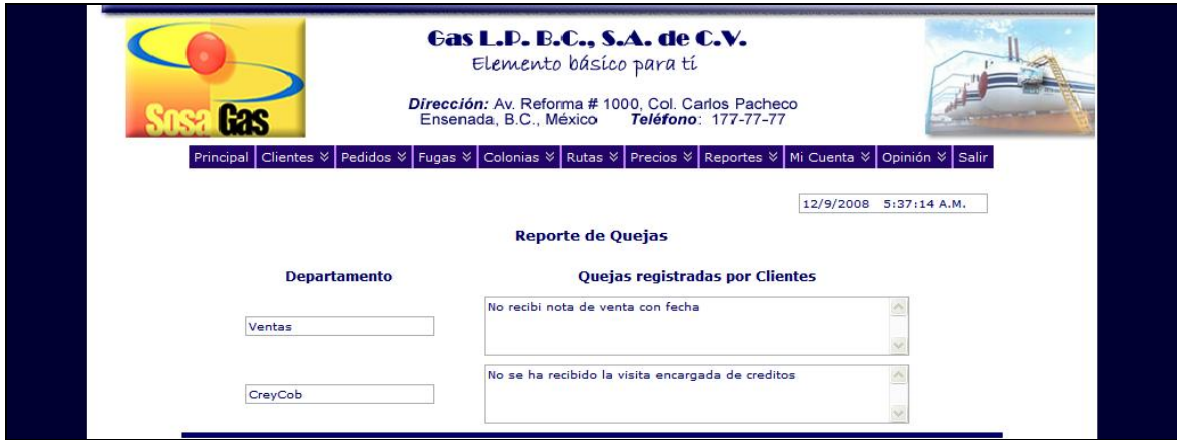 Gas L.P. B.C., S.A. de C.V.
Elemento básico para tí
Dirección: Av. Reforma # 1000, Col. Carlos Pacheco
Ensenada, B.C., México Teléfono: 177-77-77
Sosa Gas
Principal Clientes Pedidos Fugas Colonias Rutas Precios Reportes Mi Cuenta Opinión Salir
12/9/2008 5:37:14 A.M.
Reporte de Quejas
Departamento Quejas registradas por Clientes
Ventas No recibi nota de venta con fecha
CreyCob No se ha recibido la visita encargada de creditos